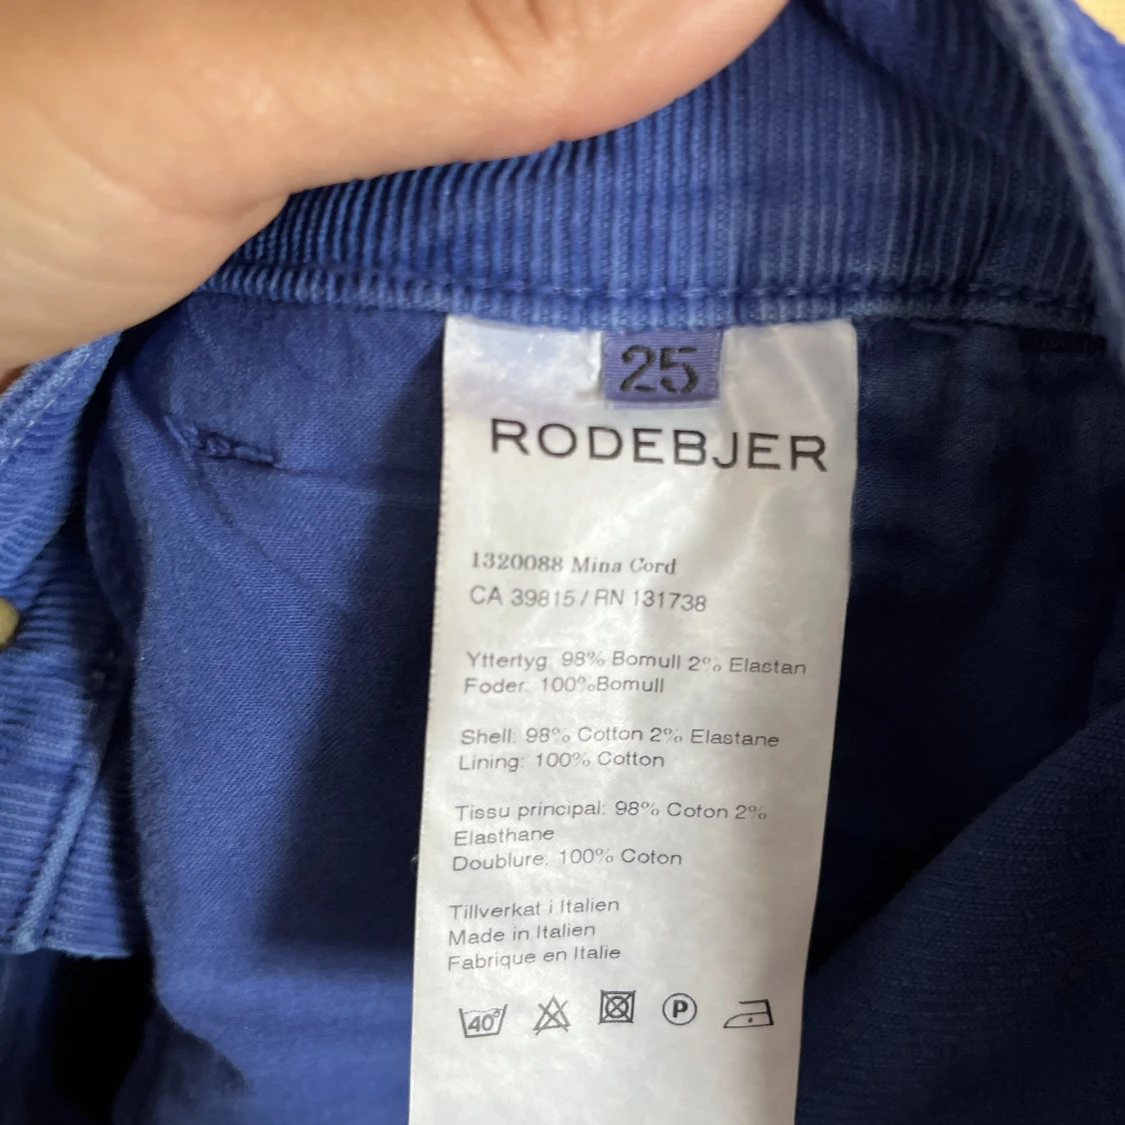 25
RODEBJER
1320088 Mina Cord
CA 39815 / RN 131738
Yttertyg: 98% Bomull 2% Elastan
Foder: 100%Bomull
Shell: 98% Cotton 2% Elastane
Lining: 100% Cotton
Tissu principal: 98% Coton 2%
Elasthane
Doublure: 100% Coton
Tillverkat i Italien
Made in Italien
Fabrique en Italie
40° P